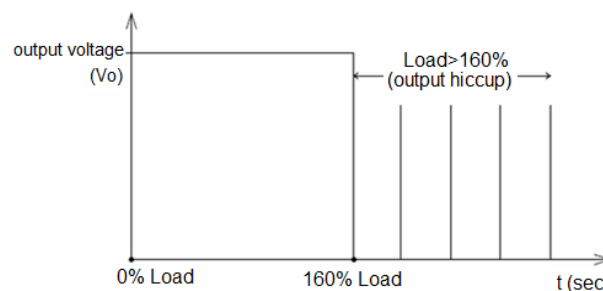 output voltage
(Vo)
Load>160%
(output hiccup)
0% Load
160% Load
t (sec